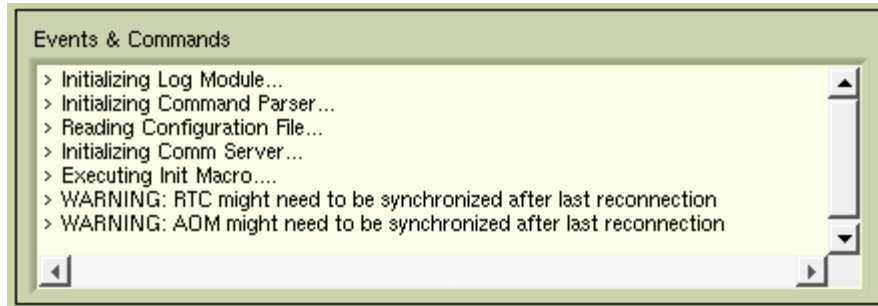 Events & Commands
> Initializing Log Module...
> Initializing Command Parser...
> Reading Configuration File...
> Initializing Comm Server...
> Executing Init Macro....
> WARNING: RTC might need to be synchronized after last reconnection
> WARNING: AOM might need to be synchronized after last reconnection